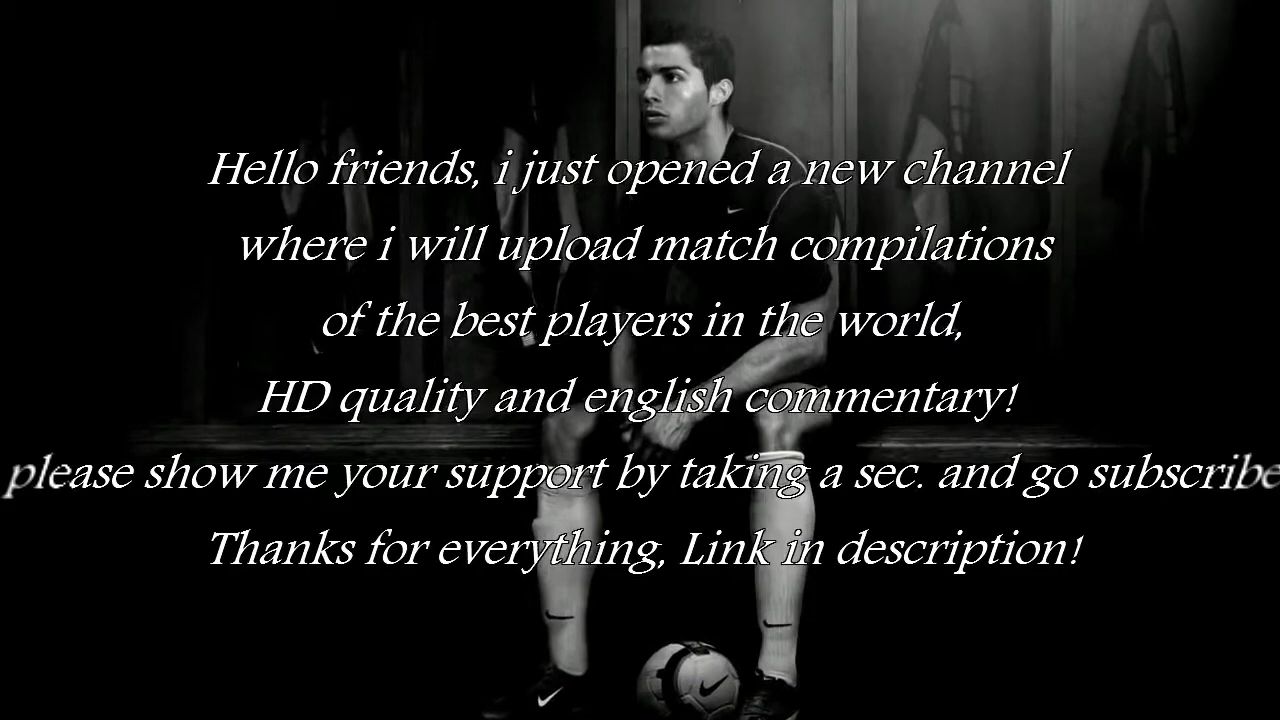 Hello friends, i just opened a new channel
where i will upload match compilations
of the best players in the world,
HD quality and english commentary!
please show me your support by taking a sec. and go subscribe
Thanks for everything, Link in description!